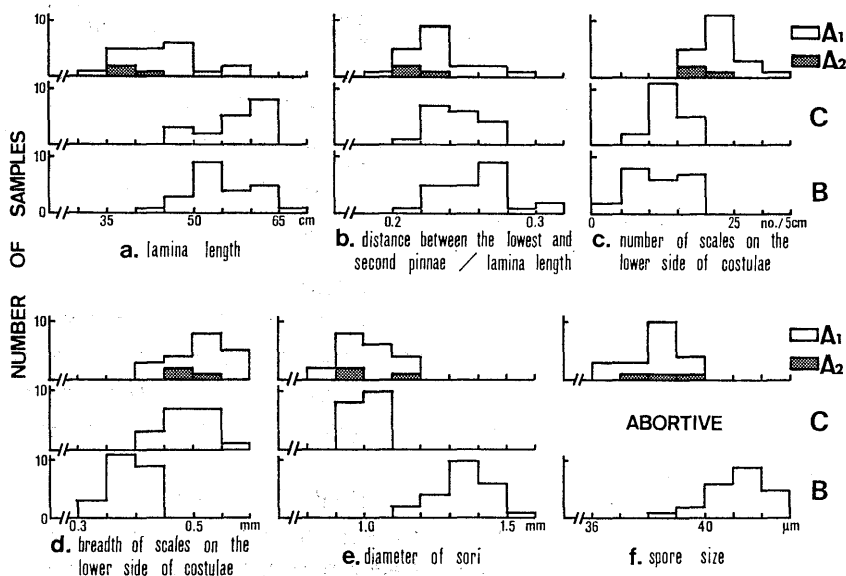 10
A1
A2
10
C
10
B
0
35 50 65 cm
0.2 0.3
0 25 no./5cm
a. lamina length
b. distance between the lowest and
second pinnae / lamina length
c. number of scales on the
lower side of costulae
NUMBER OF SAMPLES
10
A1
A2
C
ABORTIVE
10
B
0
0.3 0.5 mm
1.0 1.5 mm
36 40 μm
d. breadth of scales on the
lower side of costulae
e. diameter of sori
f. spore size